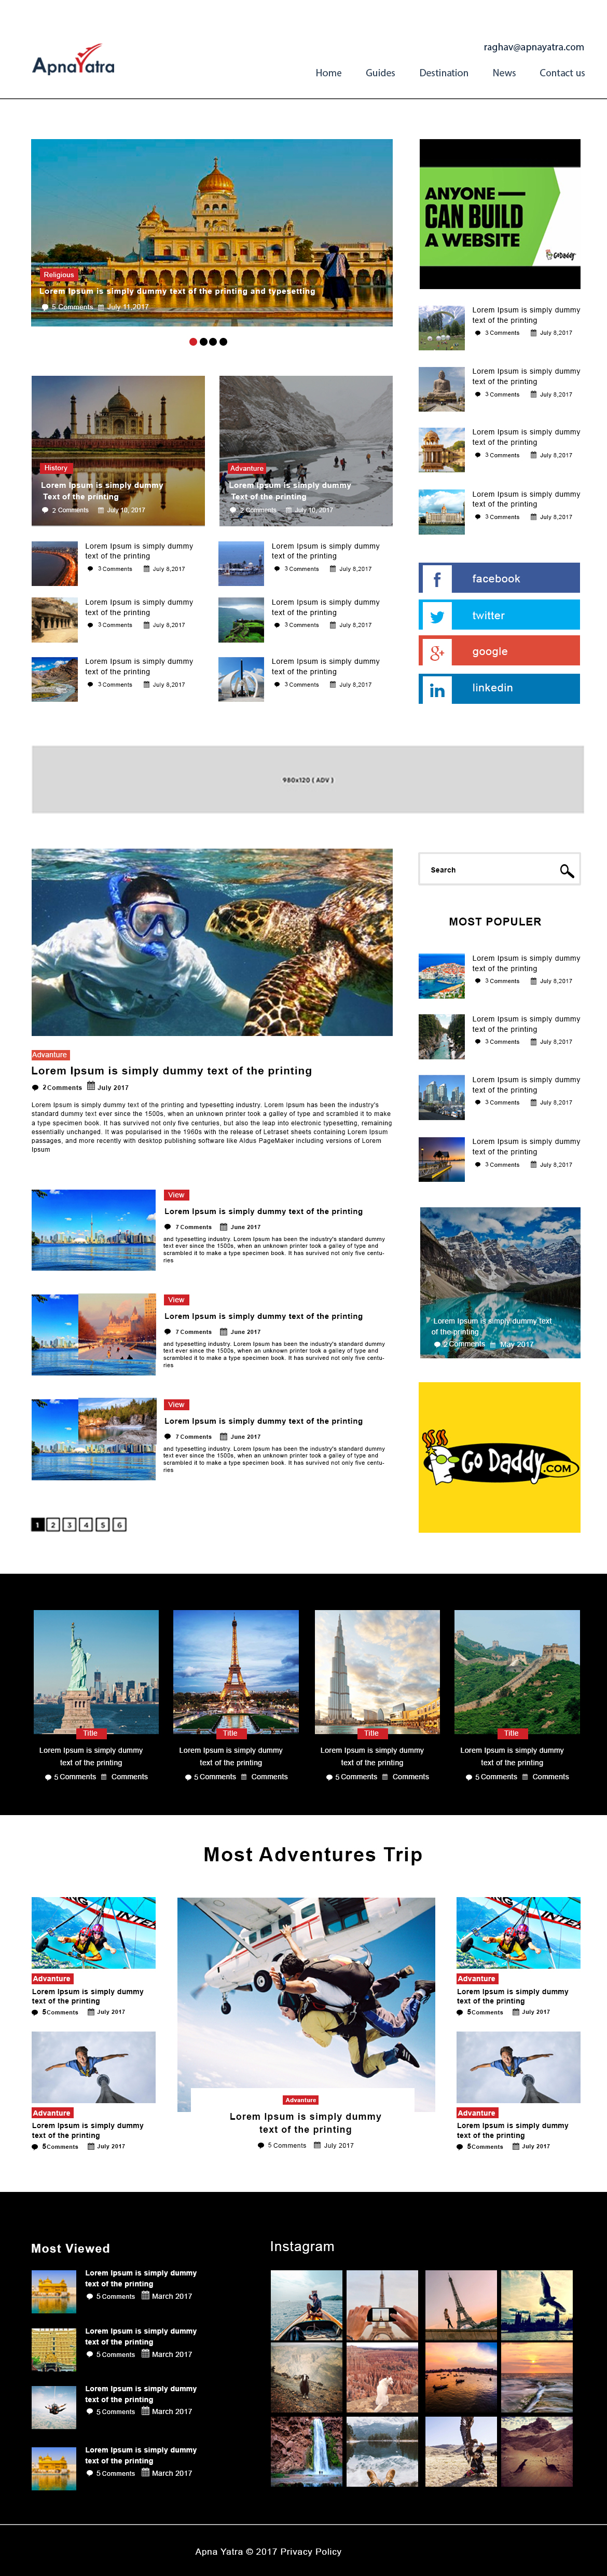 ApnaYatra
raghav@apnayatra.com
Home Guides Destination News Contact us
Religious
Lorem Ipsum is simply dummy text of the printing and typesetting
5 Comments July 11,2017
ANYONE
CAN BUILD
A WEBSITE
GoDaddy
Lorem Ipsum is simply dummy
text of the printing
3 Comments July 8,2017
Lorem Ipsum is simply dummy
text of the printing
3 Comments July 8,2017
Lorem Ipsum is simply dummy
text of the printing
3 Comments July 8,2017
Lorem Ipsum is simply dummy
text of the printing
3 Comments July 8,2017
History
Lorem Ipsum is simply dummy
Text of the printing
2 Comments July 10, 2017
Advanture
Lorem Ipsum is simply dummy
Text of the printing
2 Comments July 10, 2017
Lorem Ipsum is simply dummy
text of the printing
3 Comments July 8,2017
Lorem Ipsum is simply dummy
text of the printing
3 Comments July 8,2017
Lorem Ipsum is simply dummy
text of the printing
3 Comments July 8,2017
Lorem Ipsum is simply dummy
text of the printing
3 Comments July 8,2017
Lorem Ipsum is simply dummy
text of the printing
3 Comments July 8,2017
Lorem Ipsum is simply dummy
text of the printing
3 Comments July 8,2017
f facebook
twitter
g+ google
in linkedin
980x120 ( ADV )
Advanture
Lorem Ipsum is simply dummy text of the printing
2 Comments July 2017
Lorem Ipsum is simply dummy text of the printing and typesetting industry. Lorem Ipsum has been the industry's
standard dummy text ever since the 1500s, when an unknown printer took a galley of type and scrambled it to make
a type specimen book. It has survived not only five centuries, but also the leap into electronic typesetting, remaining
essentially unchanged. It was popularised in the 1960s with the release of Letraset sheets containing Lorem Ipsum
passages, and more recently with desktop publishing software like Aldus PageMaker including versions of Lorem
Ipsum
View
Lorem Ipsum is simply dummy text of the printing
7 Comments June 2017
and typesetting industry. Lorem Ipsum has been the industry's standard dummy
text ever since the 1500s, when an unknown printer took a galley of type and
scrambled it to make a type specimen book. It has survived not only five centu-
ries
View
Lorem Ipsum is simply dummy text of the printing
7 Comments June 2017
and typesetting industry. Lorem Ipsum has been the industry's standard dummy
text ever since the 1500s, when an unknown printer took a galley of type and
scrambled it to make a type specimen book. It has survived not only five centu-
ries
View
Lorem Ipsum is simply dummy text of the printing
7 Comments June 2017
and typesetting industry. Lorem Ipsum has been the industry's standard dummy
text ever since the 1500s, when an unknown printer took a galley of type and
scrambled it to make a type specimen book. It has survived not only five centu-
ries
1 2 3 4 5 6
Search
MOST POPULER
Lorem Ipsum is simply dummy
text of the printing
3 Comments July 8,2017
Lorem Ipsum is simply dummy
text of the printing
3 Comments July 8,2017
Lorem Ipsum is simply dummy
text of the printing
3 Comments July 8,2017
Lorem Ipsum is simply dummy
text of the printing
3 Comments July 8,2017
Lorem Ipsum is simply dummy text
of the printing
2 Comments May 2017
Go Daddy .COM
Title
Lorem Ipsum is simply dummy
text of the printing
5 Comments Comments
Title
Lorem Ipsum is simply dummy
text of the printing
5 Comments Comments
Title
Lorem Ipsum is simply dummy
text of the printing
5 Comments Comments
Title
Lorem Ipsum is simply dummy
text of the printing
5 Comments Comments
Most Adventures Trip
Advanture
Lorem Ipsum is simply dummy
text of the printing
5 Comments July 2017
Advanture
Lorem Ipsum is simply dummy
text of the printing
5 Comments July 2017
Advanture
Lorem Ipsum is simply dummy
text of the printing
5 Comments July 2017
Advanture
Lorem Ipsum is simply dummy
text of the printing
5 Comments July 2017
Advanture
Lorem Ipsum is simply dummy
text of the printing
5 Comments July 2017
Most Viewed
Lorem Ipsum is simply dummy
text of the printing
5 Comments March 2017
Lorem Ipsum is simply dummy
text of the printing
5 Comments March 2017
Lorem Ipsum is simply dummy
text of the printing
5 Comments March 2017
Lorem Ipsum is simply dummy
text of the printing
5 Comments March 2017
Instagram
Apna Yatra © 2017 Privacy Policy